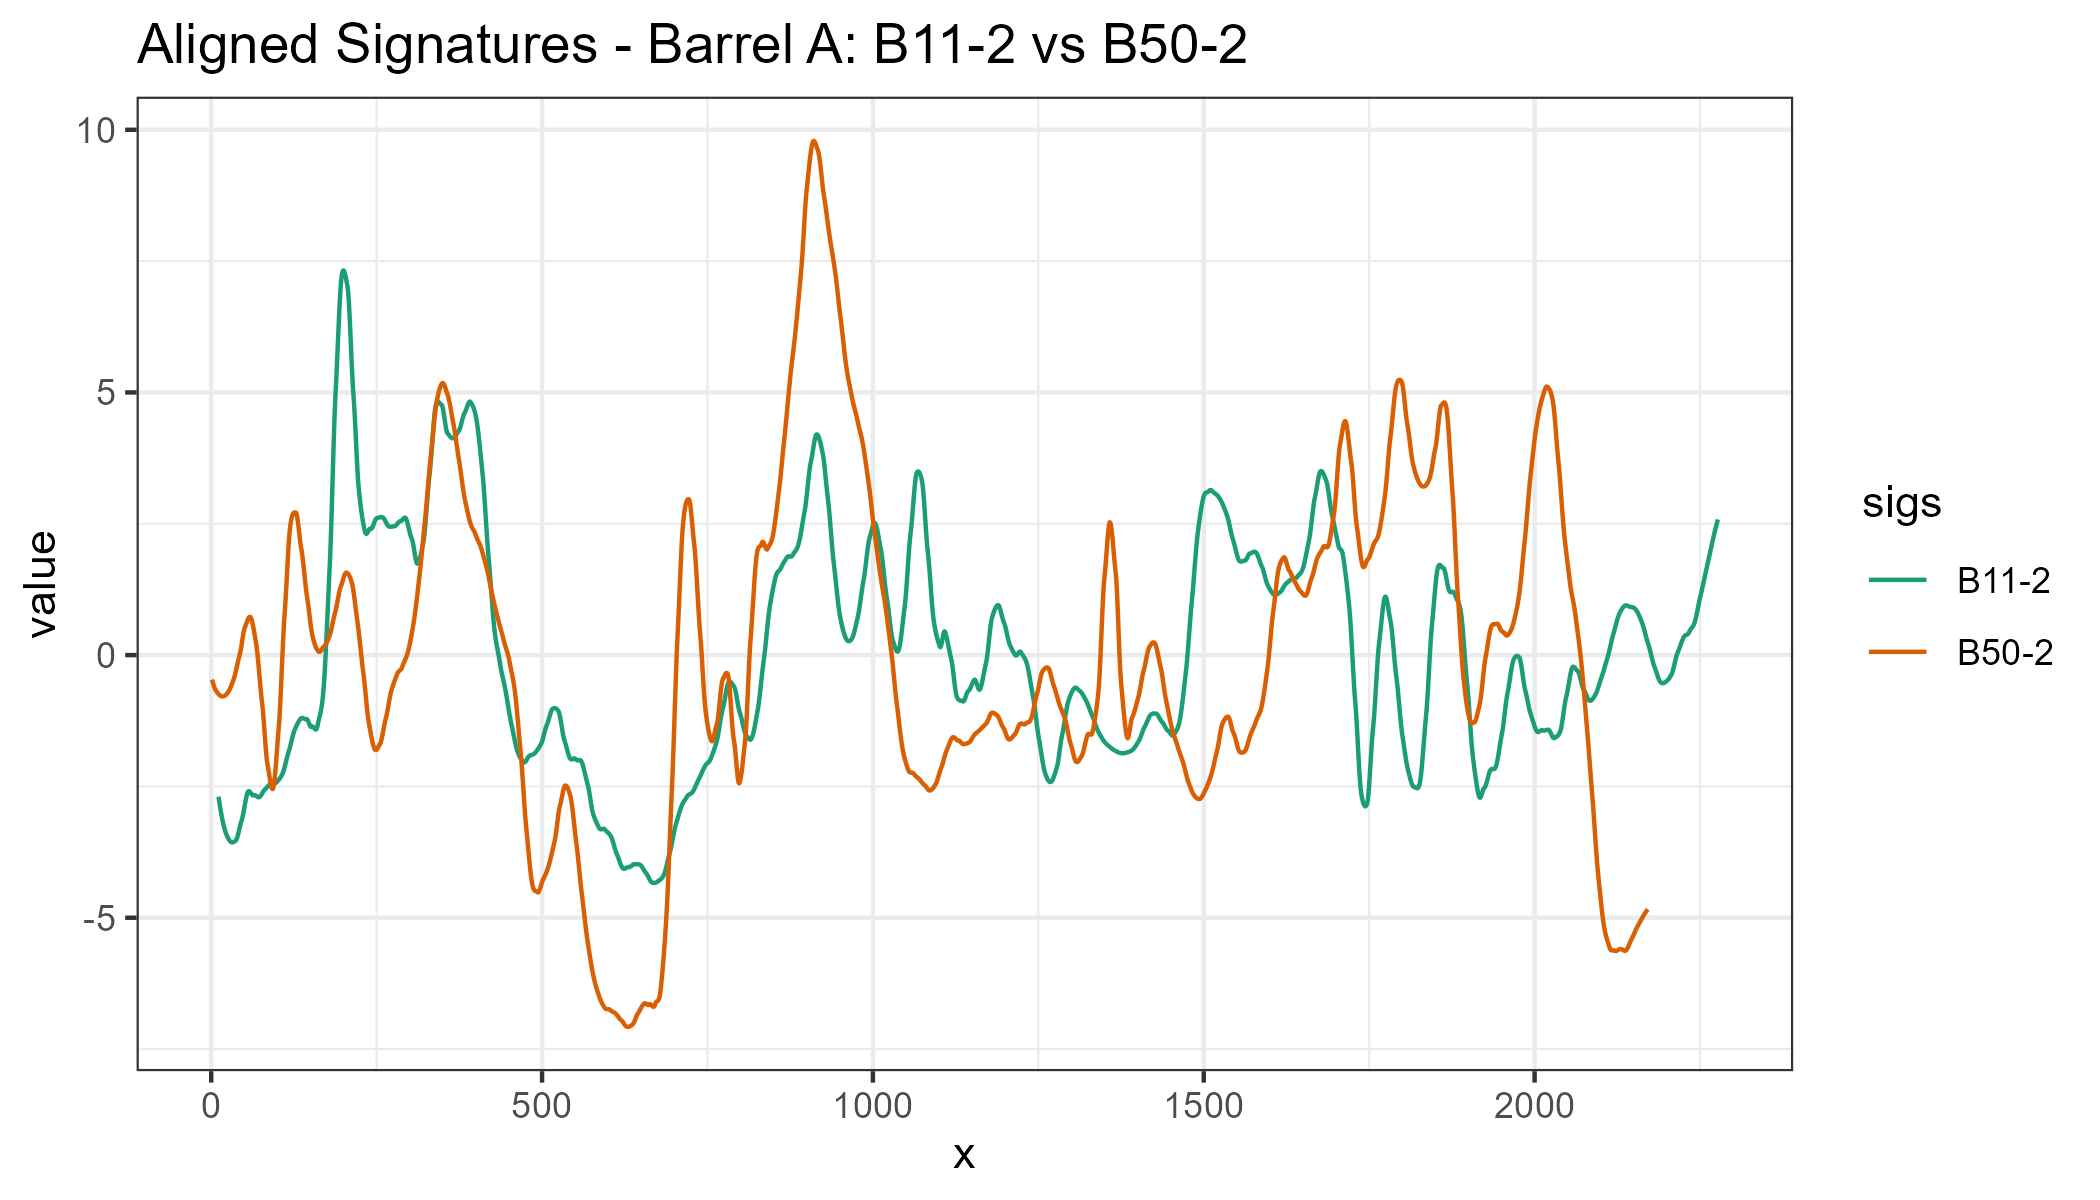 Aligned Signatures - Barrel A: B11-2 vs B50-2
10
5
0
-5
value
0 500 1000 1500 2000
x
sigs
B11-2
B50-2